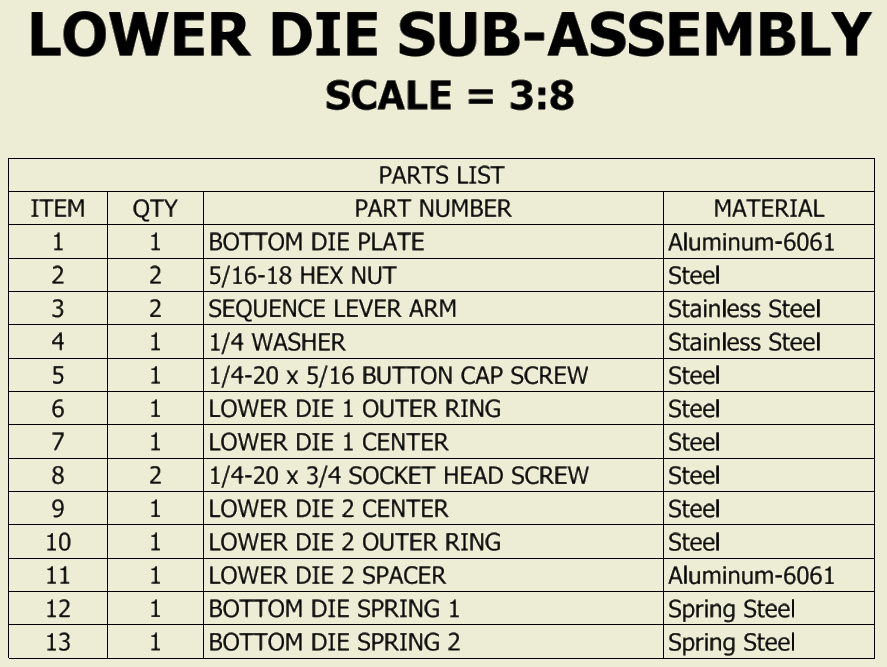 LOWER DIE SUB-ASSEMBLY
SCALE = 3:8
PARTS LIST
ITEM QTY PART NUMBER MATERIAL
1 1 BOTTOM DIE PLATE Aluminum-6061
2 2 5/16-18 HEX NUT Steel
3 2 SEQUENCE LEVER ARM Stainless Steel
4 1 1/4 WASHER Stainless Steel
5 1 1/4-20 x 5/16 BUTTON CAP SCREW Steel
6 1 LOWER DIE 1 OUTER RING Steel
7 1 LOWER DIE 1 CENTER Steel
8 2 1/4-20 x 3/4 SOCKET HEAD SCREW Steel
9 1 LOWER DIE 2 CENTER Steel
10 1 LOWER DIE 2 OUTER RING Steel
11 1 LOWER DIE 2 SPACER Aluminum-6061
12 1 BOTTOM DIE SPRING 1 Spring Steel
13 1 BOTTOM DIE SPRING 2 Spring Steel